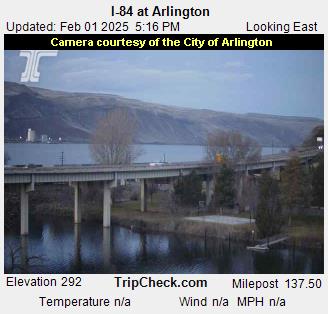 I-84 at Arlington
Updated: Feb 01 2025 5:16 PM Looking East
Camera courtesy of the City of Arlington
Elevation 292 TripCheck.com Milepost 137.50
Temperature n/a Wind n/a MPH n/a